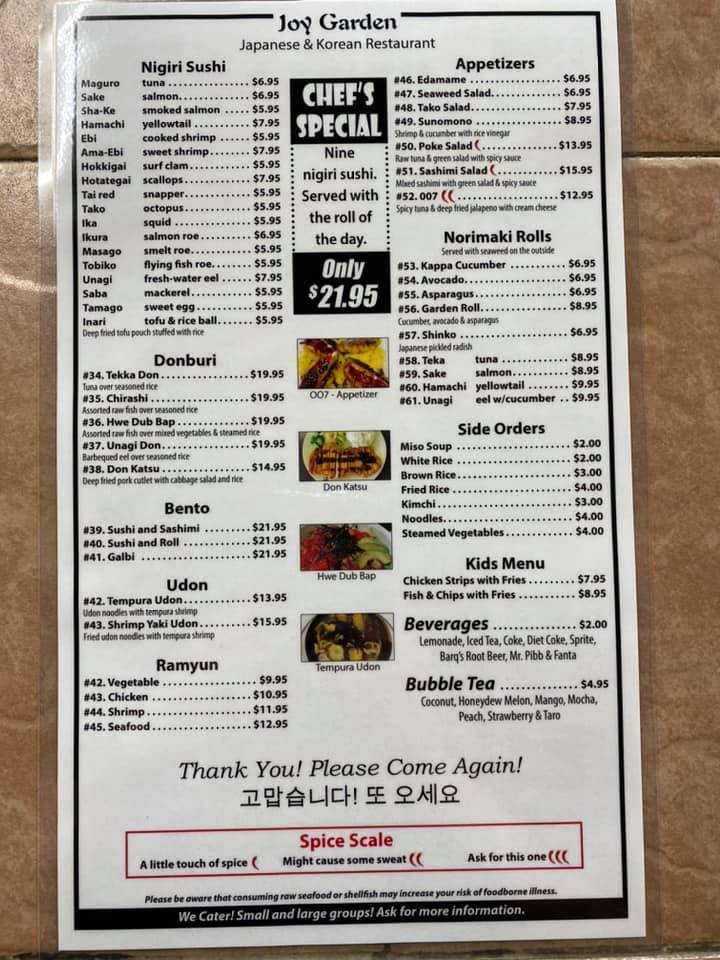 Joy Garden
Japanese & Korean Restaurant
Nigiri Sushi
Maguro tuna $6.95
Sake salmon $6.95
Sha-Ke smoked salmon $5.95
Hamachi yellowtail $7.95
Ebi cooked shrimp $5.95
Ama-Ebi sweet shrimp $7.95
Hokkigai surf clam $5.95
Hotategai scallops $7.95
Tai red snapper $5.95
Tako octopus $5.95
Ika squid $5.95
Ikura salmon roe $6.95
Masago smelt roe $5.95
Tobiko flying fish roe $5.95
Unagi fresh-water eel $7.95
Saba mackerel $5.95
Tamago sweet egg $5.95
Inari tofu & rice ball $5.95
Deep fried tofu pouch stuffed with rice
Donburi
#34. Tekka Don $19.95
Tuna over seasoned rice
#35. Chirashi $19.95
Assorted raw fish over seasoned rice
#36. Hwe Dub Bap $19.95
Assorted raw fish over mixed vegetables & steamed rice
#37. Unagi Don $19.95
Barbequed eel over seasoned rice
#38. Don Katsu $14.95
Deep fried pork cutlet with cabbage salad and rice
Bento
#39. Sushi and Sashimi $21.95
#40. Sushi and Roll $21.95
#41. Galbi $21.95
Udon
#42. Tempura Udon $13.95
Udon noodles with tempura shrimp
#43. Shrimp Yaki Udon $15.95
Fried udon noodles with tempura shrimp
Ramyun
#42. Vegetable $9.95
#43. Chicken $10.95
#44. Shrimp $11.95
#45. Seafood $12.95
CHEF'S
SPECIAL
Nine
nigiri sushi.
Served with
the roll of
the day.
Only
$21.95
OO7 - Appetizer
Don Katsu
Hwe Dub Bap
Tempura Udon
Appetizers
#46. Edamame $6.95
#47. Seaweed Salad $6.95
#48. Tako Salad $7.95
#49. Sunomono $8.95
Shrimp & cucumber with rice vinegar
#50. Poke Salad $13.95
Raw tuna & green salad with spicy sauce
#51. Sashimi Salad $15.95
Mixed sashimi with green salad & spicy sauce
#52. 007 $12.95
Spicy tuna & deep fried jalapeno with cream cheese
Norimaki Rolls
Served with seaweed on the outside
#53. Kappa Cucumber $6.95
#54. Avocado $6.95
#55. Asparagus $6.95
#56. Garden Roll $8.95
Cucumber, avocado & asparagus
#57. Shinko $6.95
Japanese pickled radish
#58. Teka tuna $8.95
#59. Sake salmon $8.95
#60. Hamachi yellowtail $9.95
#61. Unagi eel w/cucumber $9.95
Side Orders
Miso Soup $2.00
White Rice $2.00
Brown Rice $3.00
Fried Rice $4.00
Kimchi $3.00
Noodles $4.00
Steamed Vegetables $4.00
Kids Menu
Chicken Strips with Fries $7.95
Fish & Chips with Fries $8.95
Beverages $2.00
Lemonade, Iced Tea, Coke, Diet Coke, Sprite,
Barq's Root Beer, Mr. Pibb & Fanta
Bubble Tea $4.95
Coconut, Honeydew Melon, Mango, Mocha,
Peach, Strawberry & Taro
Thank You! Please Come Again!
고맙습니다! 또 오세요
Spice Scale
A little touch of spice Might cause some sweat Ask for this one
Please be aware that consuming raw seafood or shellfish may increase your risk of foodborne illness.
We Cater! Small and large groups! Ask for more information.